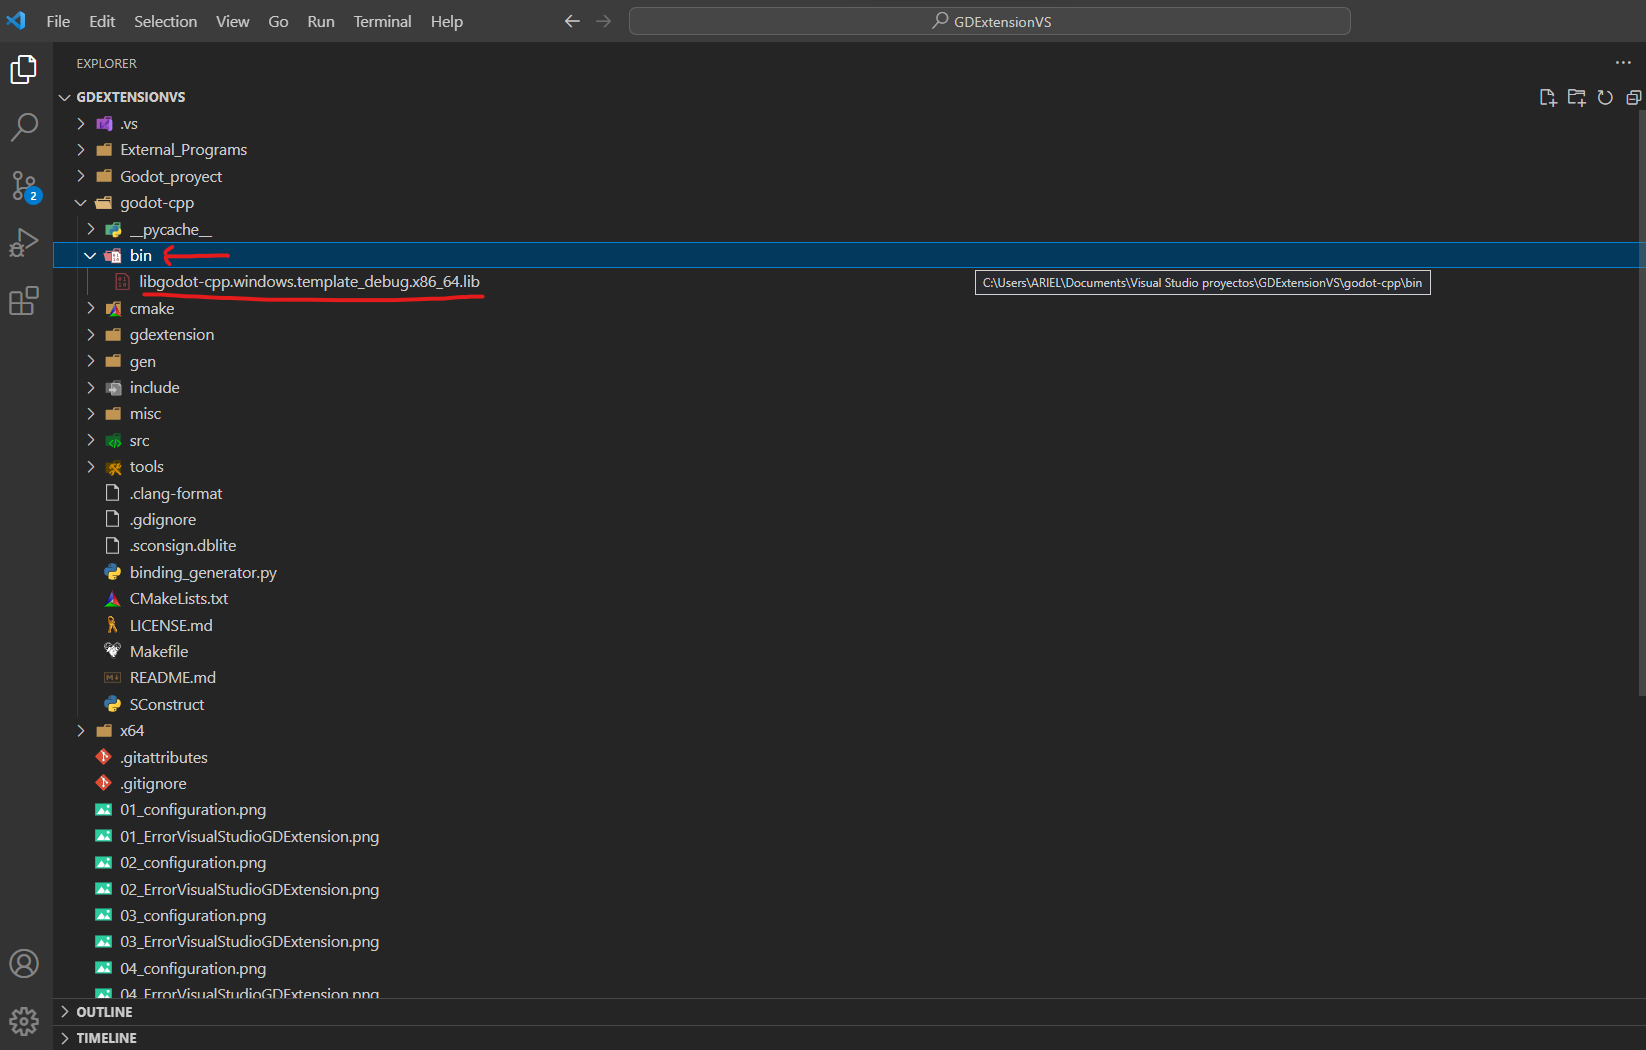 File Edit Selection View Go Run Terminal Help
GDExtensionVS
EXPLORER
GDEXTENSIONVS
.vs
External_Programs
Godot_proyect
godot-cpp
__pycache__
bin
libgodot-cpp.windows.template_debug.x86_64.lib
C:\Users\ARIEL\Documents\Visual Studio proyectos\GDExtensionVS\godot-cpp\bin
cmake
gdextension
gen
include
misc
src
tools
.clang-format
.gdignore
.sconsign.dblite
binding_generator.py
CMakeLists.txt
LICENSE.md
Makefile
README.md
SConstruct
x64
.gitattributes
.gitignore
01_configuration.png
01_ErrorVisualStudioGDExtension.png
02_configuration.png
02_ErrorVisualStudioGDExtension.png
03_configuration.png
03_ErrorVisualStudioGDExtension.png
04_configuration.png
04_ErrorVisualStudioGDExtension.png
OUTLINE
TIMELINE
2